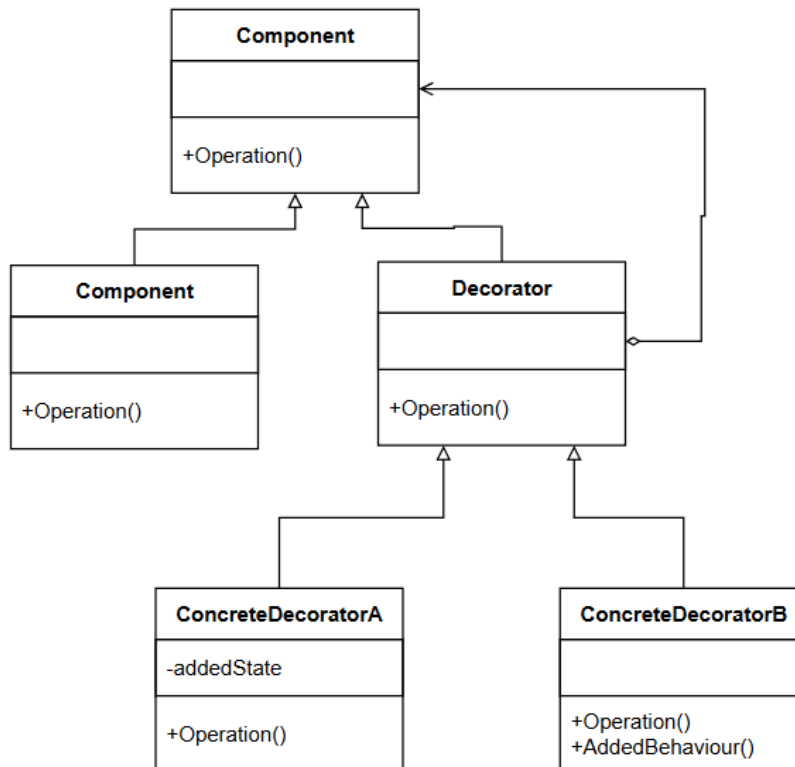 Component
+Operation()
Component
+Operation()
Decorator
+Operation()
ConcreteDecoratorA
-addedState
+Operation()
ConcreteDecoratorB
+Operation()
+AddedBehaviour()